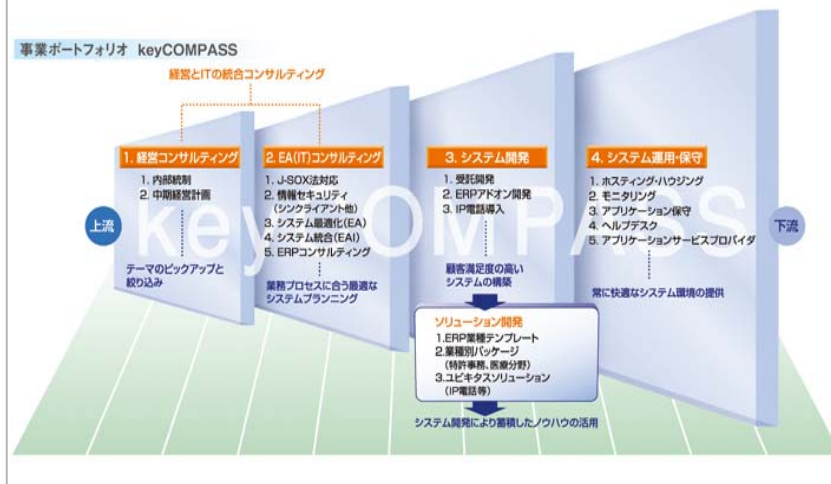 事業ポートフォリオ keyCOMPASS
経営とITの統合コンサルティング
1. 経営コンサルティング
1. 内部統制
2. 中期経営計画
テーマのピックアップと
絞り込み
2. EA(IT)コンサルティング
1. J-SOX法対応
2. 情報セキュリティ
(シンクライアント他)
3. システム最適化(EA)
4. システム統合(EAI)
5. ERPコンサルティング
業務プロセスに合う最適な
システムプランニング
3. システム開発
1. 受託開発
2. ERPアドオン開発
3. IP電話導入
顧客満足度の高い
システムの構築
ソリューション開発
1.ERP業種テンプレート
2.業種別パッケージ
(特許事務、医療分野)
3.ユビキタスソリューション
(IP電話等)
システム開発により蓄積したノウハウの活用
4. システム運用・保守
1. ホスティング・ハウジング
2. モニタリング
3. アプリケーション保守
4. ヘルプデスク
5. アプリケーションサービスプロバイダ
常に快適なシステム環境の提供
上流
下流
keyCOMPASS